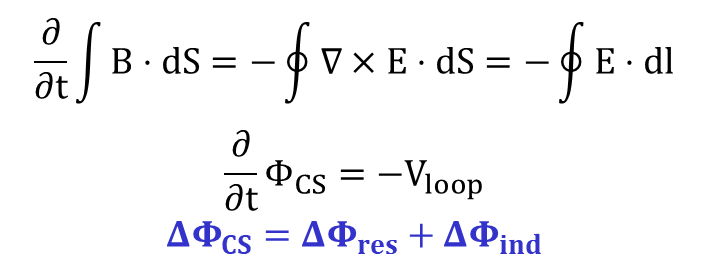 ∂/∂t ∫ B · dS = − ∮ ∇ × E · dS = − ∮ E · dl
∂/∂t Φ_CS = −V_loop
ΔΦ_CS = ΔΦ_res + ΔΦ_ind